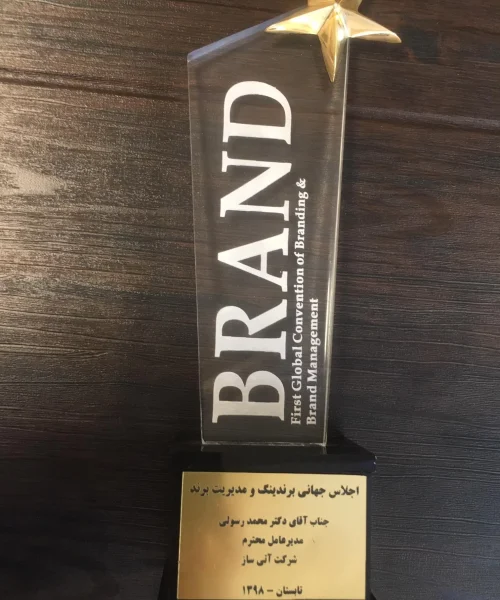 BRAND
First Global Convention of Branding &
Brand Management
اجلاس جهانی برندینگ و مدیریت برند
جناب آقای دکتر محمد رسولی
مدیرعامل محترم
شرکت آتی ساز
تابستان - ۱۳۹۸